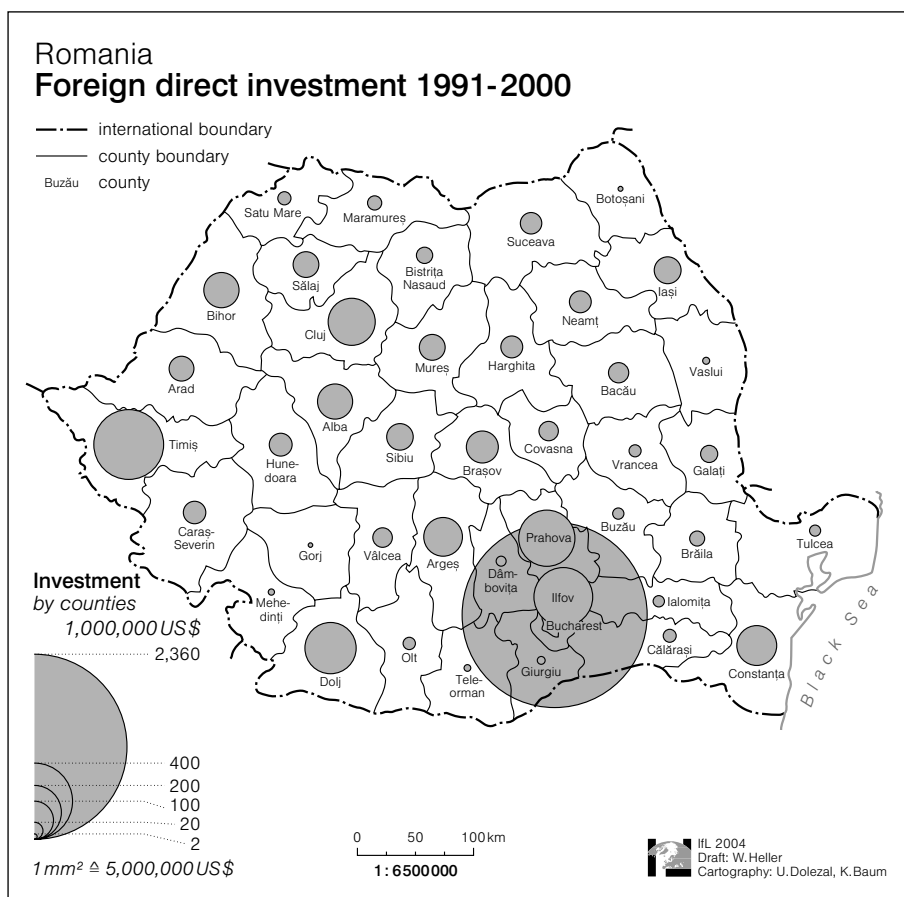 Romania
Foreign direct investment 1991-2000
international boundary
county boundary
Buzău county
Botoșani
Satu Mare
Maramureș
Suceava
Sălaj
Bistrița
Nasaud
Iași
Bihor
Neamț
Cluj
Mureș
Harghita
Vaslui
Arad
Bacău
Alba
Timiș
Sibiu
Covasna
Hune-
doara
Brașov
Vrancea
Galați
Caraș-
Severin
Buzău
Prahova
Tulcea
Gorj
Vâlcea
Argeș
Brăila
Dâm-
bovița
Investment
by counties
1,000,000 US$
Mehe-
dinți
Ilfov
Ialomița
Bucharest
Călărași
2,360
Olt
Dolj
Tele-
orman
Giurgiu
Constanța
Black Sea
400
200
100
20
2
1 mm² ≙ 5,000,000 US$
0 50 100 km
1:6500000
IfL 2004
Draft: W. Heller
Cartography: U. Dolezal, K. Baum